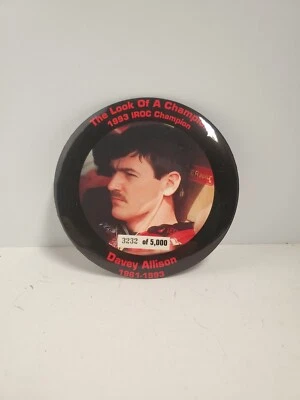 The Look Of A Champ
1993 IROC Champion
3232 of 5,000
Davey Allison
1961-1993